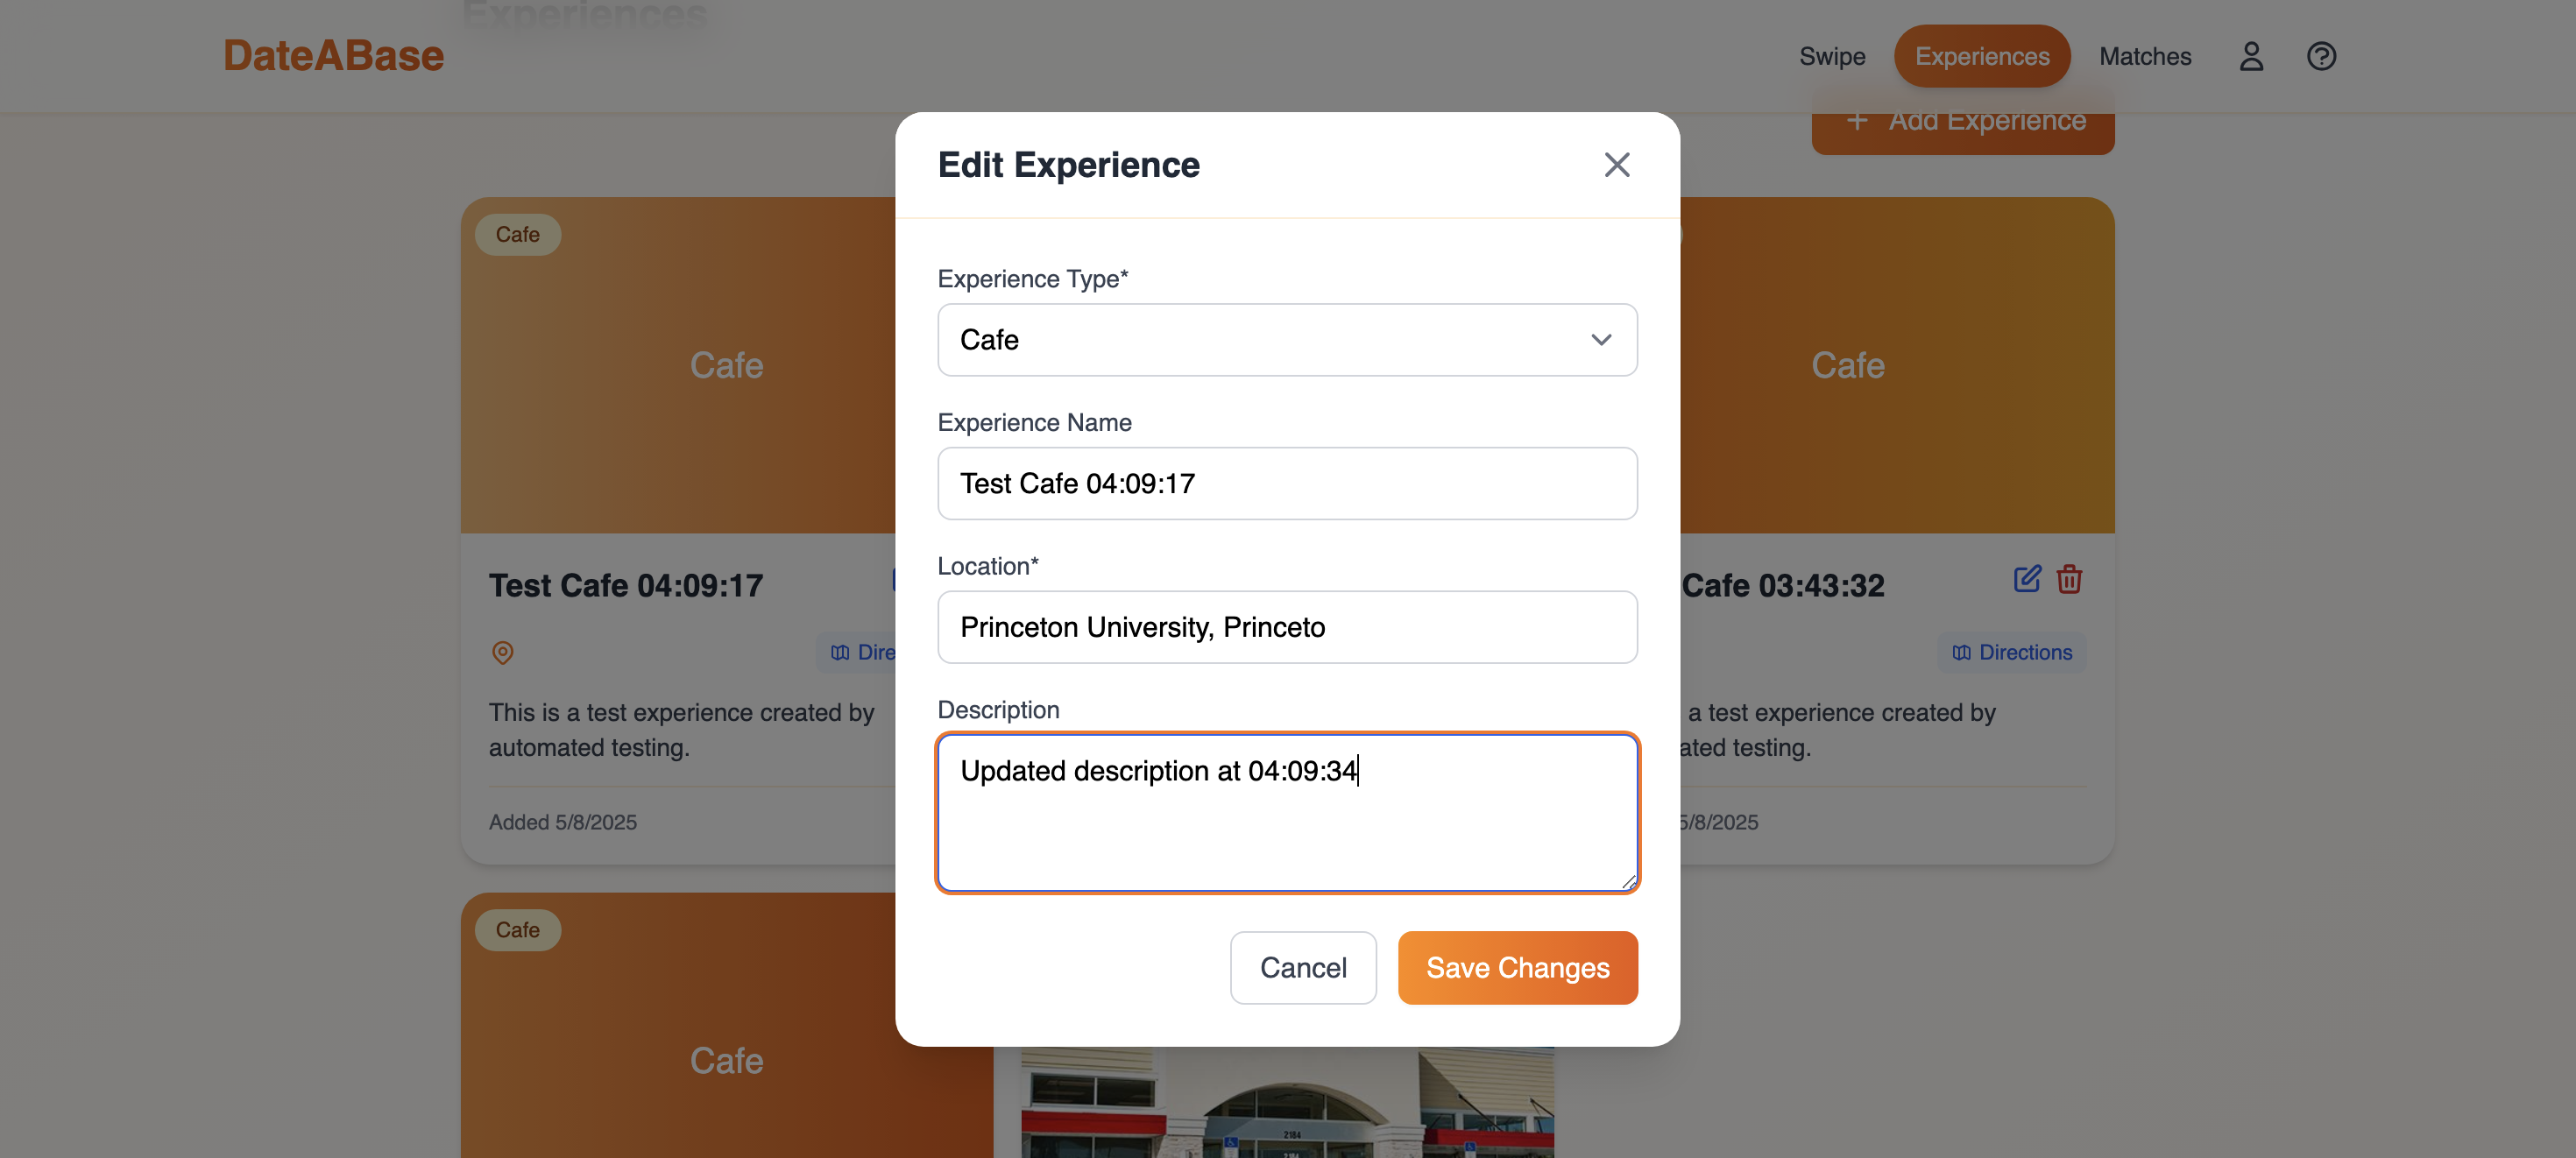 Experiences
DateABase
Swipe
Experiences
Matches
+ Add Experience
Edit Experience
Experience Type*
Cafe
Experience Name
Test Cafe 04:09:17
Location*
Princeton University, Princeto
Description
Updated description at 04:09:34
Cancel
Save Changes
Cafe
Cafe
Test Cafe 04:09:17
Dire
This is a test experience created by
automated testing.
Added 5/8/2025
Cafe
Cafe 03:43:32
Directions
a test experience created by
ated testing.
5/8/2025
Cafe
Cafe
2184
2184